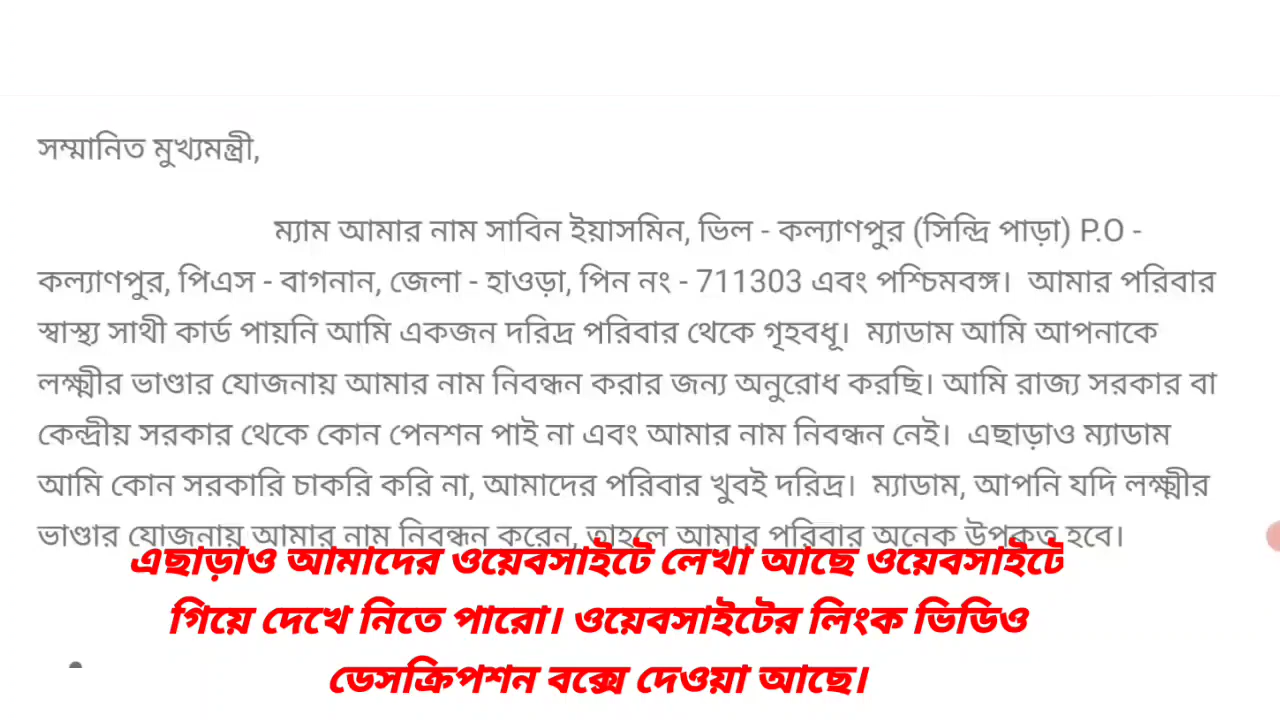 সম্মানিত মুখ্যমন্ত্রী,
ম্যাম আমার নাম সাবিন ইয়াসমিন, ভিল - কল্যাণপুর (সিন্দ্রি পাড়া) P.O -
কল্যাণপুর, পিএস - বাগনান, জেলা - হাওড়া, পিন নং - 711303 এবং পশ্চিমবঙ্গ। আমার পরিবার
স্বাস্থ্য সাথী কার্ড পায়নি আমি একজন দরিদ্র পরিবার থেকে গৃহবধূ। ম্যাডাম আমি আপনাকে
লক্ষ্মীর ভাণ্ডার যোজনায় আমার নাম নিবন্ধন করার জন্য অনুরোধ করছি। আমি রাজ্য সরকার বা
কেন্দ্রীয় সরকার থেকে কোন পেনশন পাই না এবং আমার নাম নিবন্ধন নেই। এছাড়াও ম্যাডাম
আমি কোন সরকারি চাকরি করি না, আমাদের পরিবার খুবই দরিদ্র। ম্যাডাম, আপনি যদি লক্ষ্মীর
ভাণ্ডার যোজনায় আমার নাম নিবন্ধন করেন, তাহলে আমার পরিবার অনেক উপকৃত হবে।
এছাড়াও আমাদের ওয়েবসাইটে লেখা আছে ওয়েবসাইটে
গিয়ে দেখে নিতে পারো। ওয়েবসাইটের লিংক ভিডিও
ডেসক্রিপশন বক্সে দেওয়া আছে।